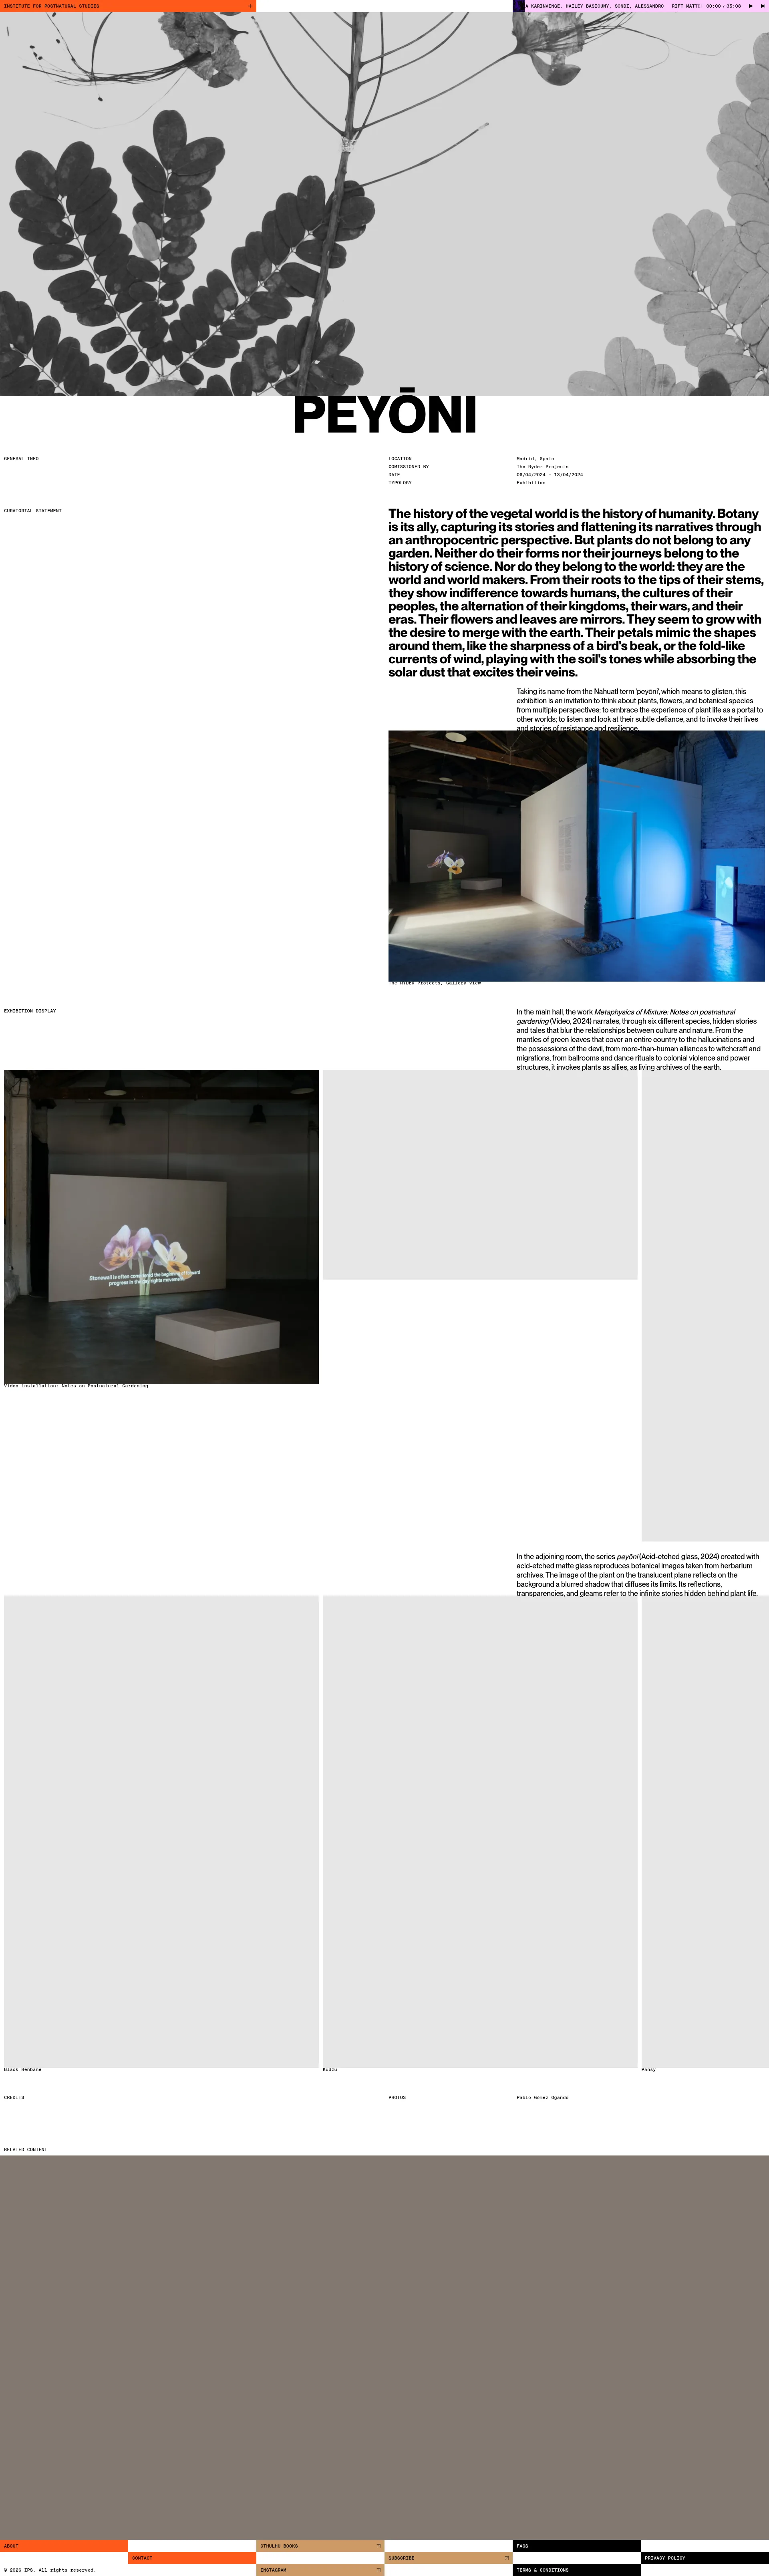 INSTITUTE FOR POSTNATURAL STUDIES
KARINVINGE, HAILEY BASIOUNY, SONDI, ALESSANDRO RIFT 00:00 / 35:08
PEYŌNI
GENERAL INFO
LOCATION Madrid, Spain
COMISSIONED BY The Ryder Projects
DATE 08/04/2024 – 13/04/2024
TYPOLOGY Exhibition
CURATORIAL STATEMENT
The history of the vegetal world is the history of humanity. Botany
is its ally, capturing its stories and flattening its narratives through
an anthropocentric perspective. But plants do not belong to any
garden. Neither do their forms nor their journeys belong to the
history of science. Nor do they belong to the world: they are the
world and world makers. From their roots to the tips of their stems,
they show indifference towards humans, the cultures of their
peoples, the alternation of their kingdoms, their wars, and their
eras. Their flowers and leaves are mirrors. They seem to grow with
the desire to merge with the earth. Their petals mimic the shapes
around them, like the sharpness of a bird's beak, or the fold-like
currents of wind, playing with the soil's tones while absorbing the
solar dust that excites their veins.
Taking its name from the Nahuatl term 'peyōni', which means to glisten, this
exhibition is an invitation to think about plants, flowers, and botanical species
from multiple perspectives; to embrace the experience of plant life as a portal to
other worlds; to listen and look at their subtle defiance, and to invoke their lives
and stories of resistance and resilience.
The RYDER Projects, Gallery view
EXHIBITION DISPLAY
In the main hall, the work Metaphysics of Mixture: Notes on postnatural
gardening (Video, 2024) narrates, through six different species, hidden stories
and tales that blur the relationships between culture and nature. From the
mantles of green leaves that cover an entire country to the hallucinations and
the possessions of the devil, from more-than-human alliances to witchcraft and
migrations, from ballrooms and dance rituals to colonial violence and power
structures, it invokes plants as allies, as living archives of the earth.
Stonewall is often considered the beginning of toward
progress in the gay rights movement.
Video Installation: Notes on Postnatural Gardening
In the adjoining room, the series peyōni (Acid-etched glass, 2024) created with
acid-etched matte glass reproduces botanical images taken from herbarium
archives. The image of the plant on the translucent plane reflects on the
background a blurred shadow that diffuses its limits. Its reflections,
transparencies, and gleams refer to the infinite stories hidden behind plant life.
Black Henbane
Kudzu
Pansy
CREDITS
PHOTOS Pablo Gómez Ogando
RELATED CONTENT
ABOUT
CTHULHU BOOKS
FAQS
CONTACT
SUBSCRIBE
PRIVACY POLICY
© 2026 IPS. All rights reserved.
INSTAGRAM
TERMS & CONDITIONS